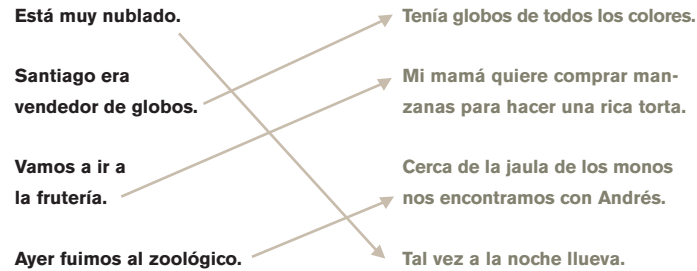 Está muy nublado.
Santiago era
vendedor de globos.
Vamos a ir a
la frutería.
Ayer fuimos al zoológico.
Tenía globos de todos los colores.
Mi mamá quiere comprar man-
zanas para hacer una rica torta.
Cerca de la jaula de los monos
nos encontramos con Andrés.
Tal vez a la noche llueva.